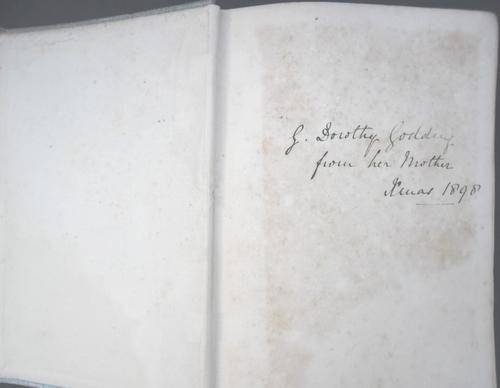 G. Dorothy Godding
from her Mother
Xmas 1898